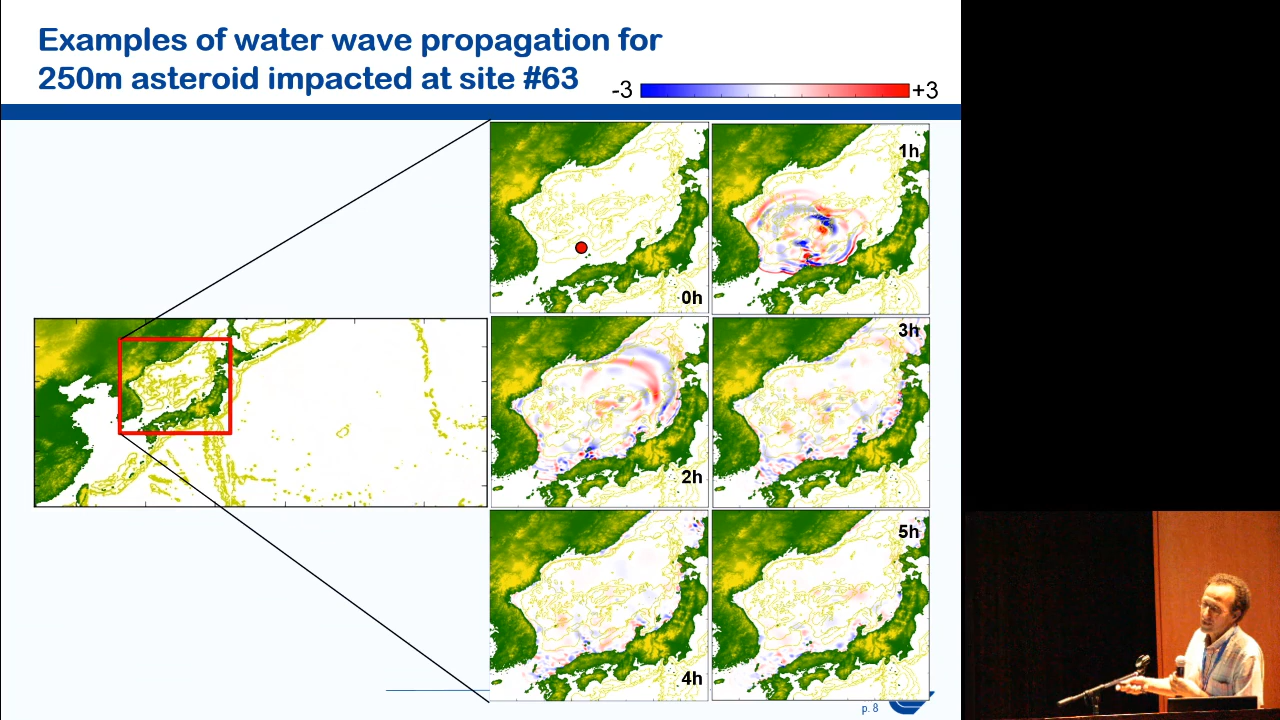 Examples of water wave propagation for
250m asteroid impacted at site #63
-3
+3
0h
1h
2h
3h
4h
5h
p. 8